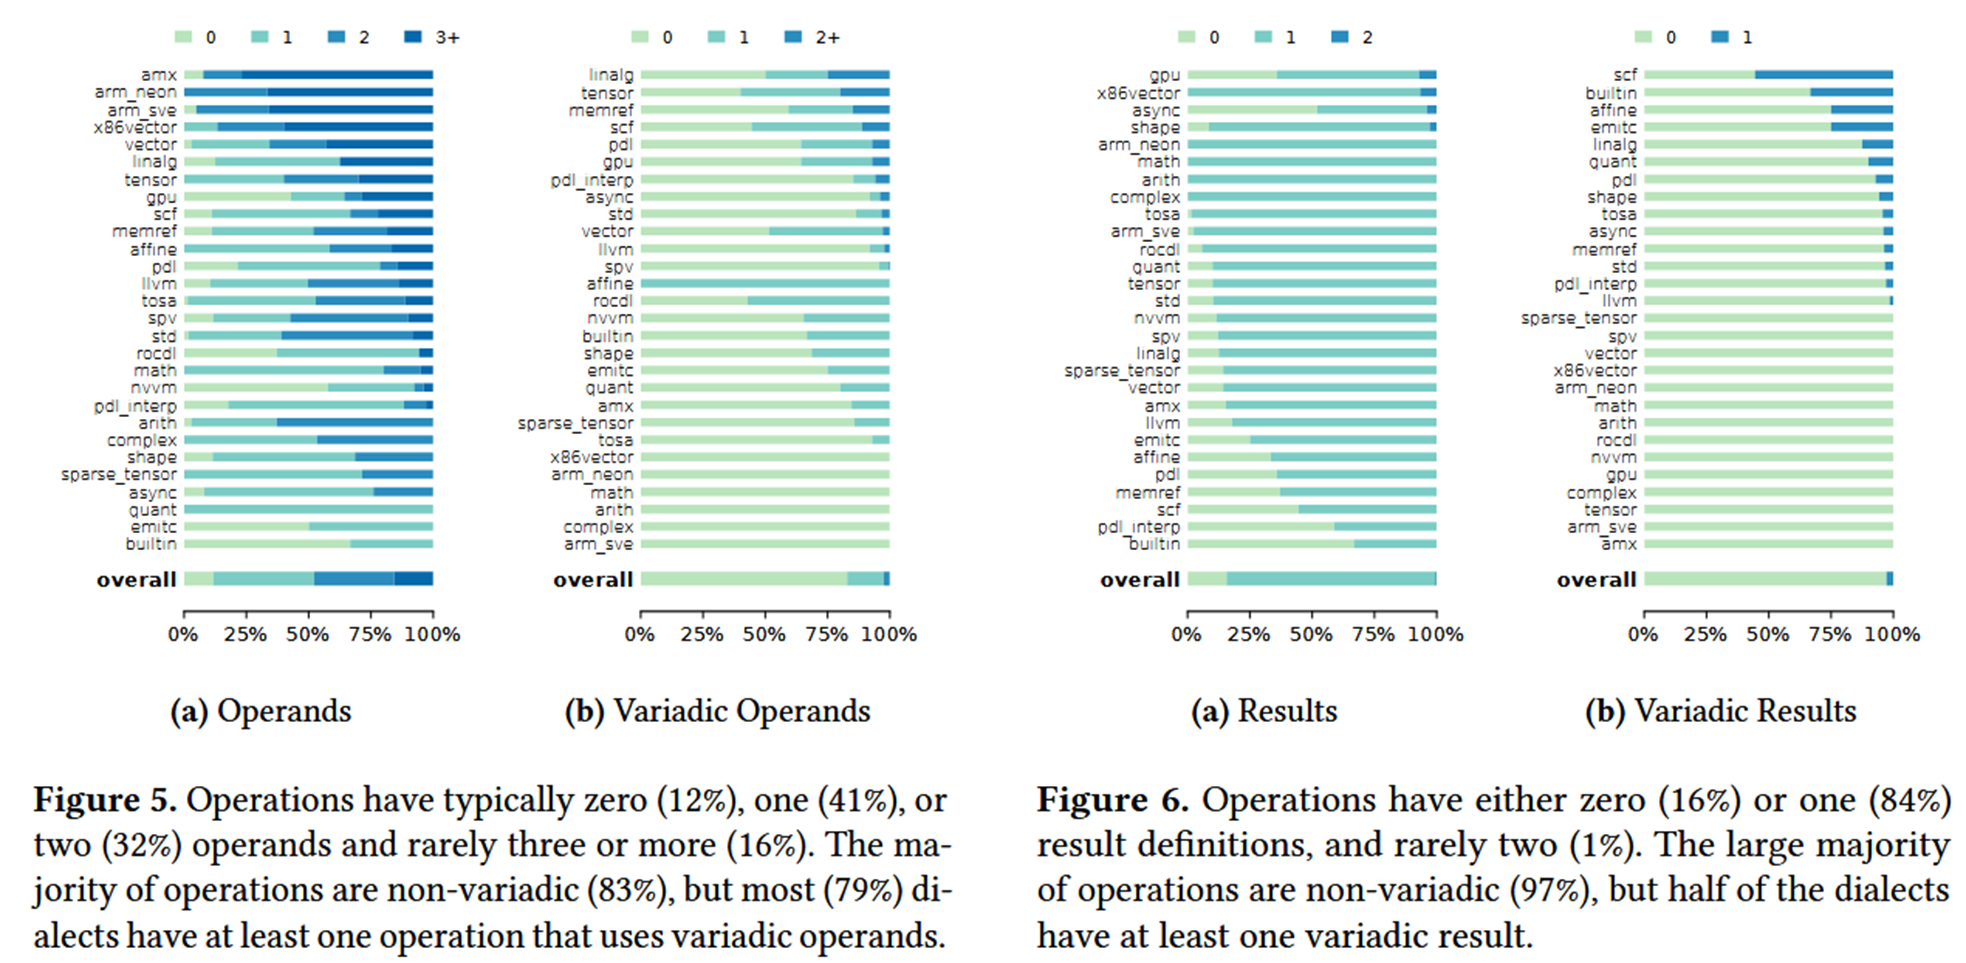 0 1 2 3+
amx
arm_neon
arm_sve
x86vector
vector
linalg
tensor
gpu
scf
memref
affine
pdl
llvm
tosa
spv
std
rocdl
math
nvvm
pdl_interp
arith
complex
shape
sparse_tensor
async
quant
emitc
builtin
overall
0% 25% 50% 75% 100%
(a) Operands
0 1 2+
linalg
tensor
memref
scf
pdl
gpu
pdl_interp
async
std
vector
llvm
spv
affine
rocdl
nvvm
builtin
shape
emitc
quant
amx
sparse_tensor
tosa
x86vector
arm_neon
math
arith
complex
arm_sve
overall
0% 25% 50% 75% 100%
(b) Variadic Operands
Figure 5. Operations have typically zero (12%), one (41%), or
two (32%) operands and rarely three or more (16%). The ma-
jority of operations are non-variadic (83%), but most (79%) di-
alects have at least one operation that uses variadic operands.
0 1 2
gpu
x86vector
async
shape
arm_neon
math
arith
complex
tosa
arm_sve
rocdl
quant
tensor
std
nvvm
spv
linalg
sparse_tensor
vector
amx
llvm
emitc
affine
pdl
memref
scf
pdl_interp
builtin
overall
0% 25% 50% 75% 100%
(a) Results
0 1
scf
builtin
affine
emitc
linalg
quant
pdl
shape
tosa
async
memref
std
pdl_interp
llvm
sparse_tensor
spv
vector
x86vector
arm_neon
math
arith
rocdl
nvvm
gpu
complex
tensor
arm_sve
amx
overall
0% 25% 50% 75% 100%
(b) Variadic Results
Figure 6. Operations have either zero (16%) or one (84%)
result definitions, and rarely two (1%). The large majority
of operations are non-variadic (97%), but half of the dialects
have at least one variadic result.